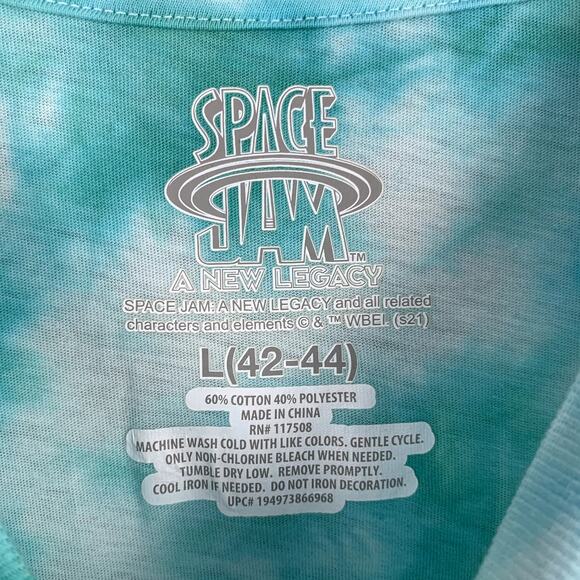 SPACE
JAM™
A NEW LEGACY
SPACE JAM: A NEW LEGACY and all related
characters and elements © & ™ WBEI. (s21)
L(42-44)
60% COTTON 40% POLYESTER
MADE IN CHINA
RN# 117508
MACHINE WASH COLD WITH LIKE COLORS. GENTLE CYCLE.
ONLY NON-CHLORINE BLEACH WHEN NEEDED.
TUMBLE DRY LOW. REMOVE PROMPTLY.
COOL IRON IF NEEDED. DO NOT IRON DECORATION.
UPC# 194973866968